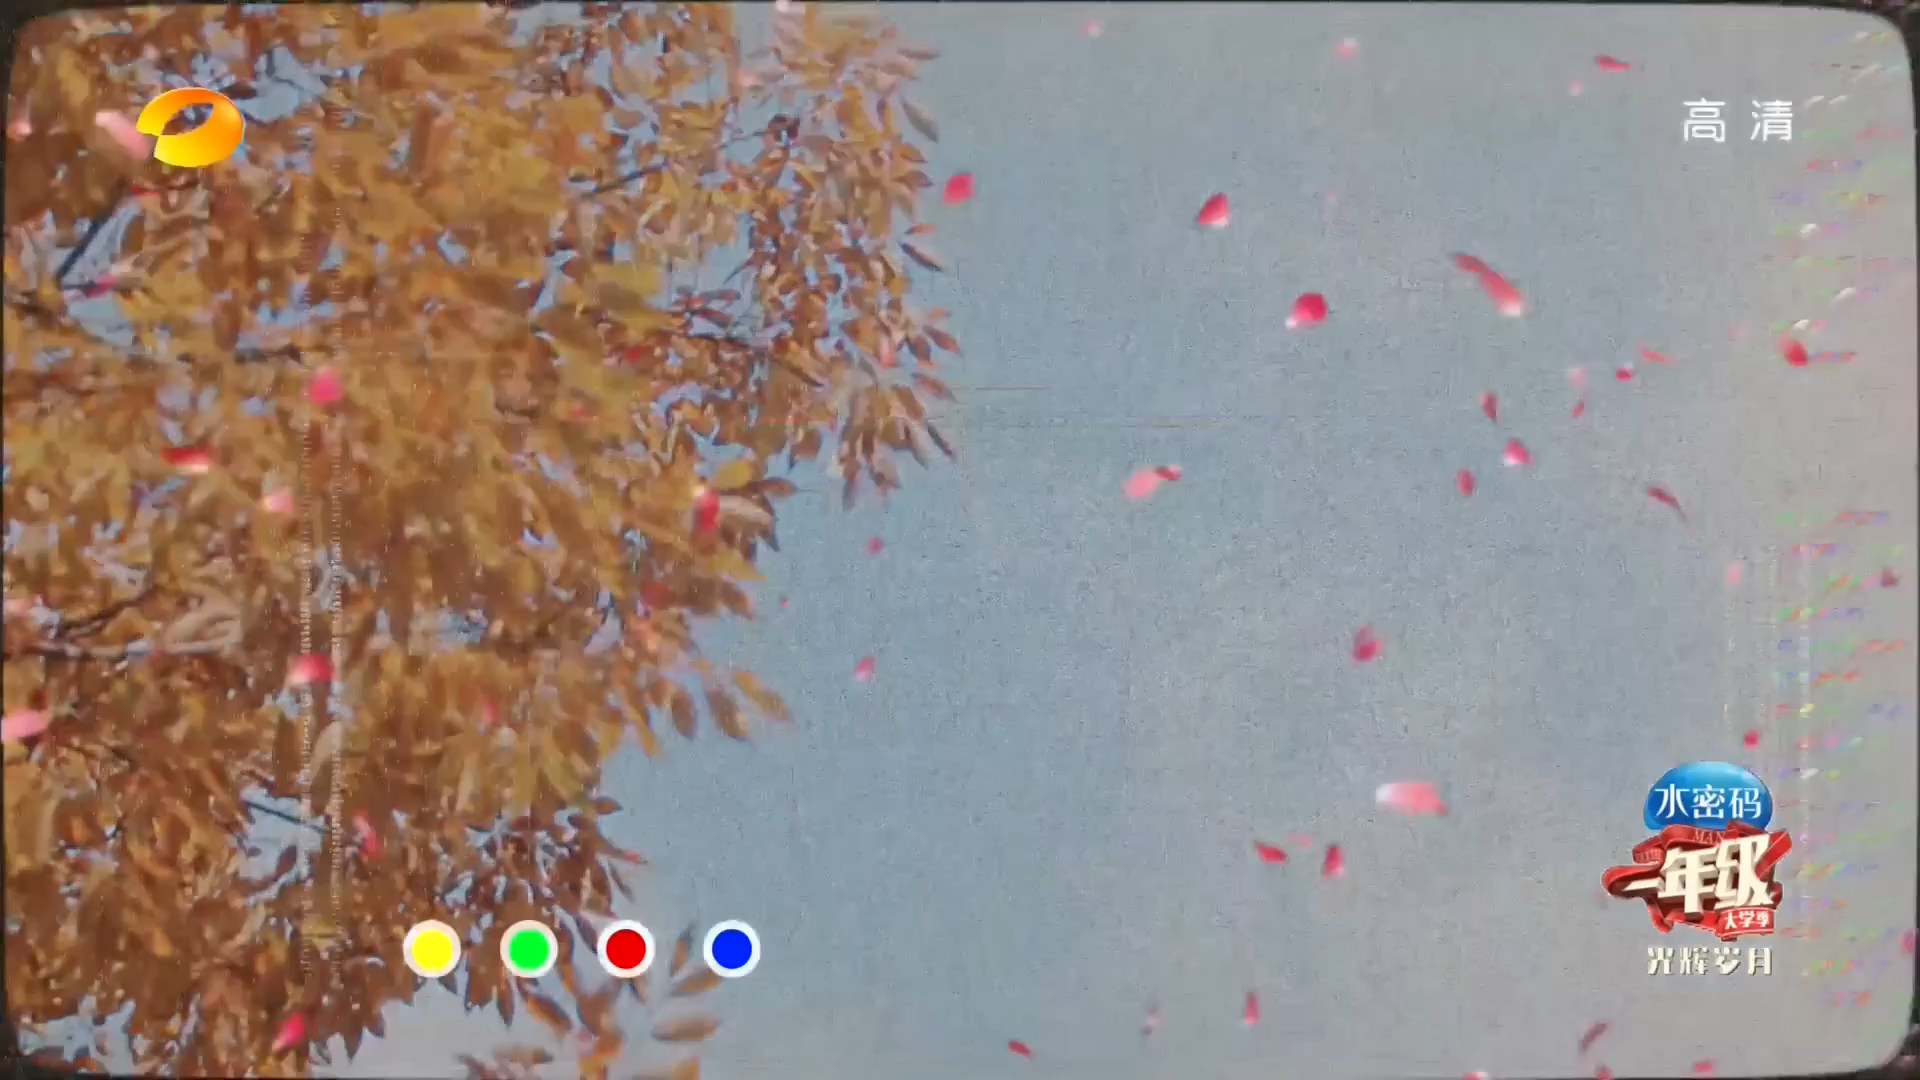 高清
水密码
一年级
大学季
光辉岁月